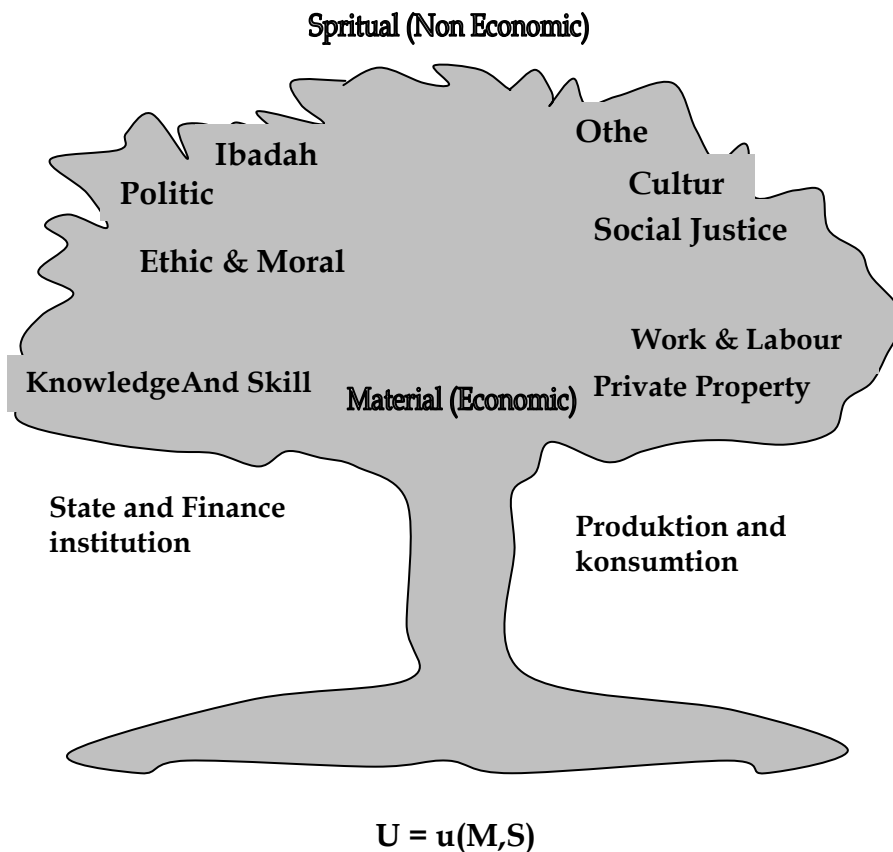 Spritual (Non Economic)
Othe
Ibadah
Cultur
Politic
Social Justice
Ethic & Moral
Work & Labour
KnowledgeAnd Skill
Private Property
Material (Economic)
State and Finance
institution
Produktion and
konsumtion
U = u(M,S)